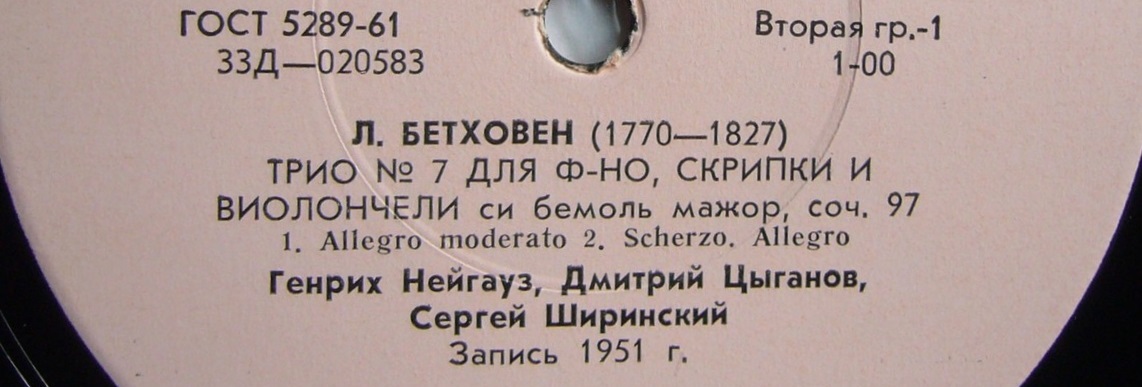 ГОСТ 5289-61
33Д—020583
Вторая гр.-1
1-00
Л. БЕТХОВЕН (1770—1827)
ТРИО № 7 ДЛЯ Ф-НО, СКРИПКИ И
ВИОЛОНЧЕЛИ си бемоль мажор, соч. 97
1. Allegro moderato 2. Scherzo. Allegro
Генрих Нейгауз, Дмитрий Цыганов,
Сергей Ширинский
Запись 1951 г.